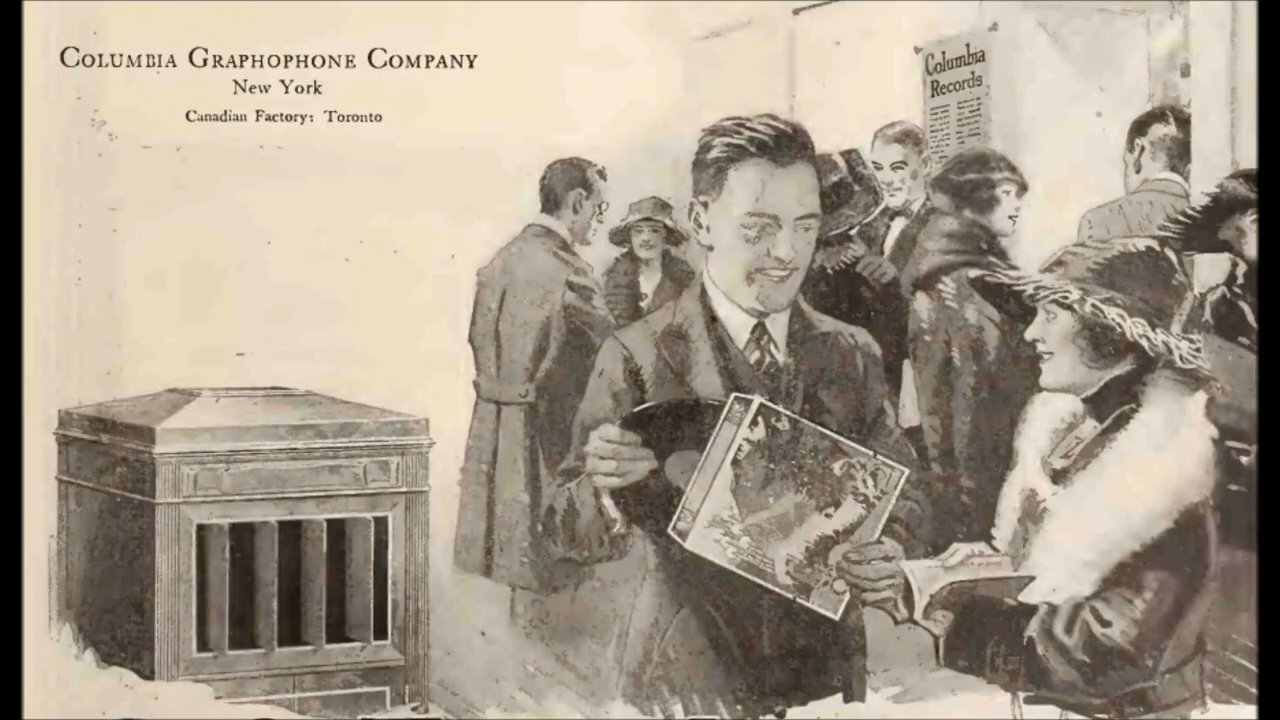 Columbia Graphophone Company
New York
Canadian Factory: Toronto
Columbia
Records